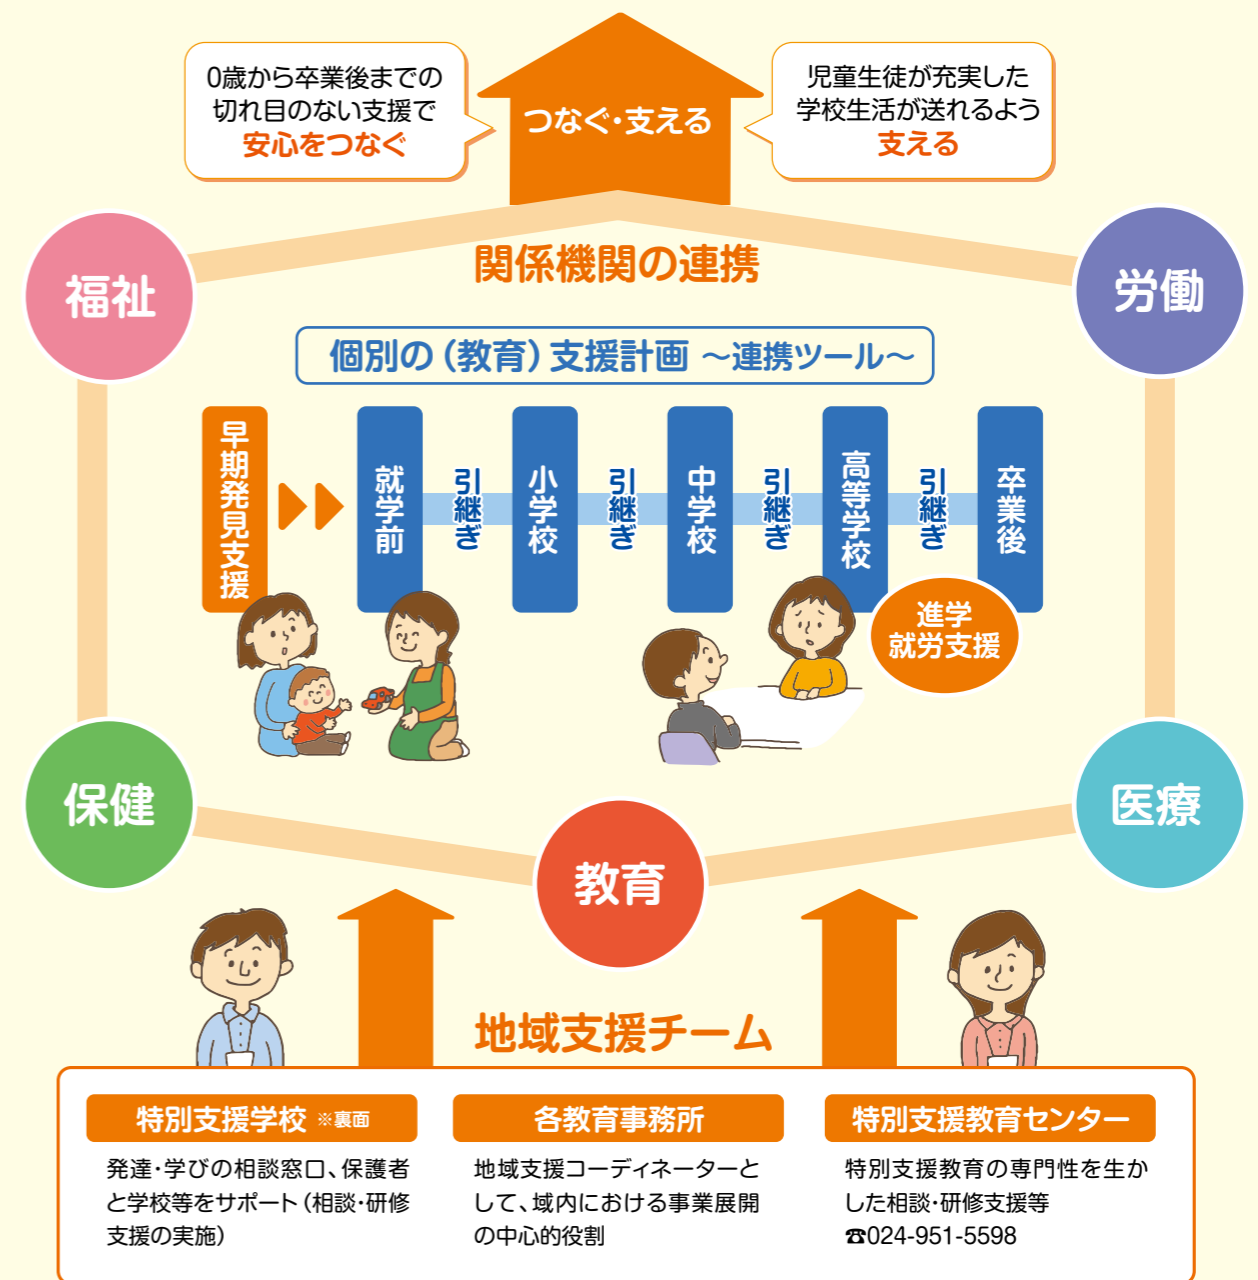 0歳から卒業後までの
切れ目のない支援で
安心をつなぐ
つなぐ・支える
児童生徒が充実した
学校生活が送れるよう
支える
福祉
関係機関の連携
労働
個別の（教育）支援計画 ～連携ツール～
早期発見支援
就学前
引継ぎ
小学校
引継ぎ
中学校
引継ぎ
高等学校
引継ぎ
卒業後
進学
就労支援
保健
教育
医療
地域支援チーム
特別支援学校 ※裏面
発達・学びの相談窓口、保護者
と学校等をサポート（相談・研修
支援の実施）
各教育事務所
地域支援コーディネーターと
して、域内における事業展開
の中心的役割
特別支援教育センター
特別支援教育の専門性を生か
した相談・研修支援等
☎024-951-5598